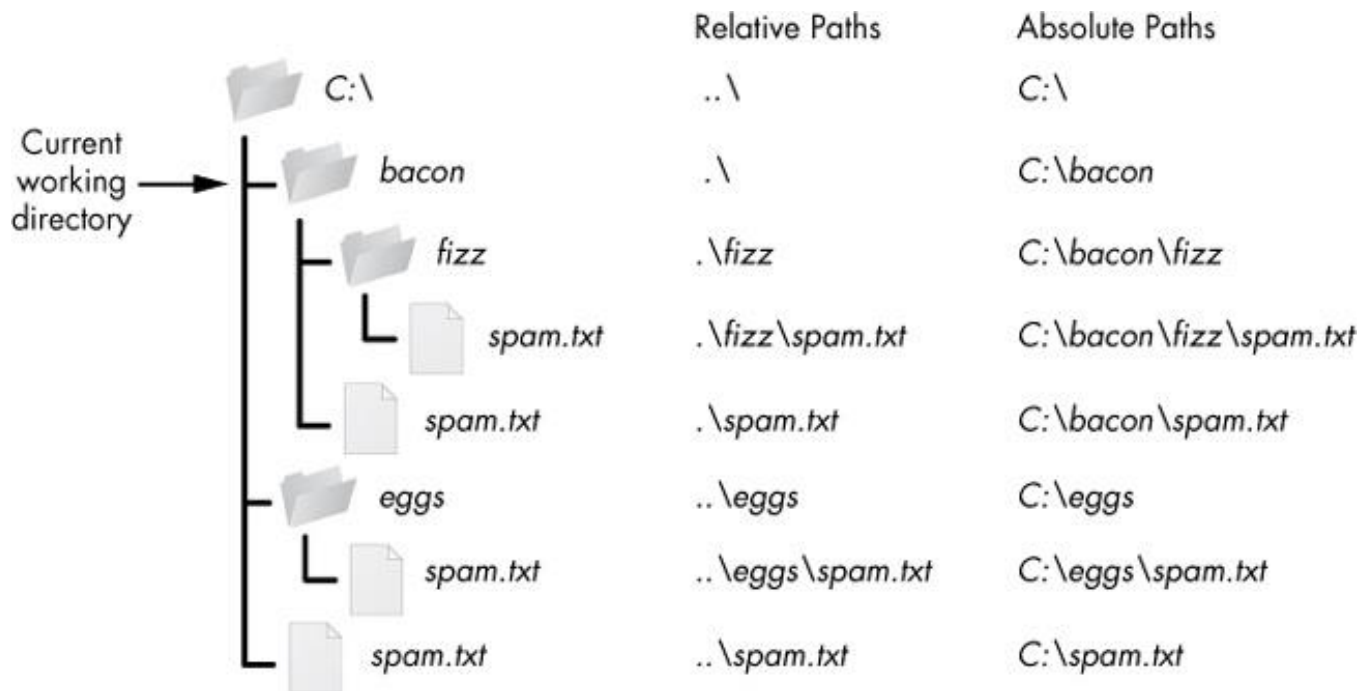 Relative Paths Absolute Paths
C:\ ..\ C:\
Current
working
directory
bacon .\ C:\bacon
fizz .\fizz C:\bacon\fizz
spam.txt .\fizz\spam.txt C:\bacon\fizz\spam.txt
spam.txt .\spam.txt C:\bacon\spam.txt
eggs ..\eggs C:\eggs
spam.txt ..\eggs\spam.txt C:\eggs\spam.txt
spam.txt ..\spam.txt C:\spam.txt